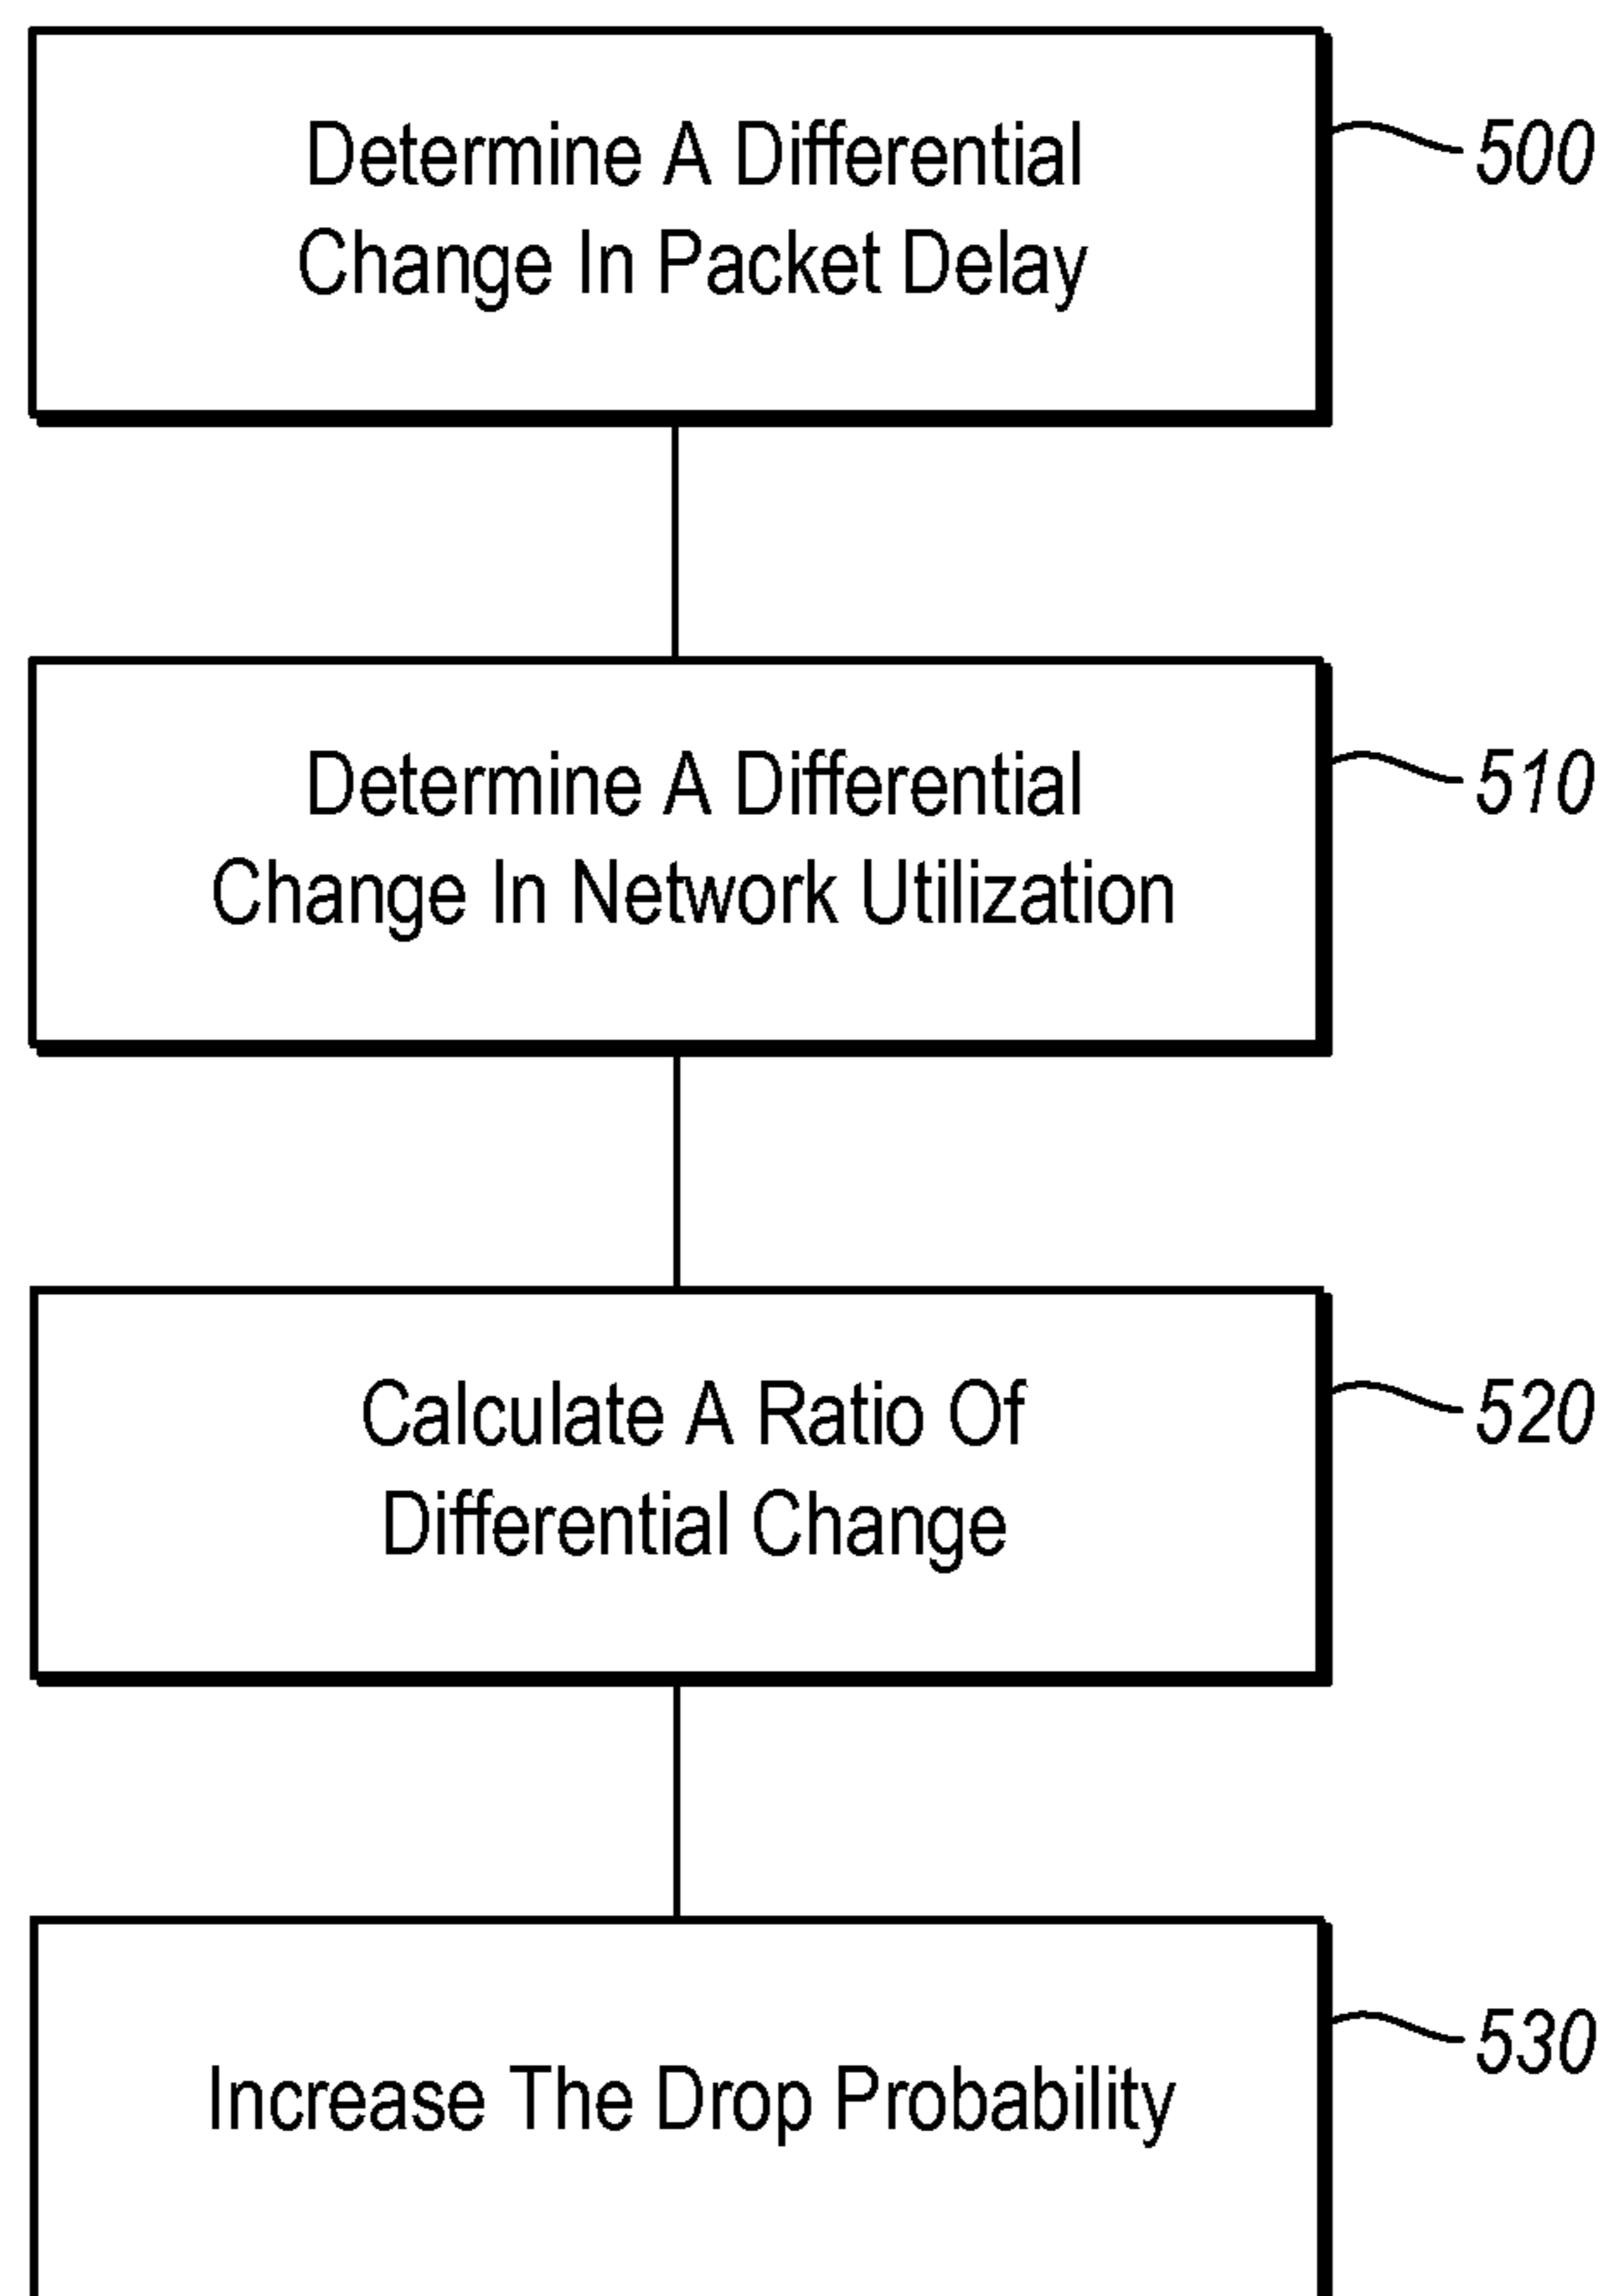 Determine A Differential
Change In Packet Delay
500
Determine A Differential
Change In Network Utilization
510
Calculate A Ratio Of
Differential Change
520
Increase The Drop Probability
530